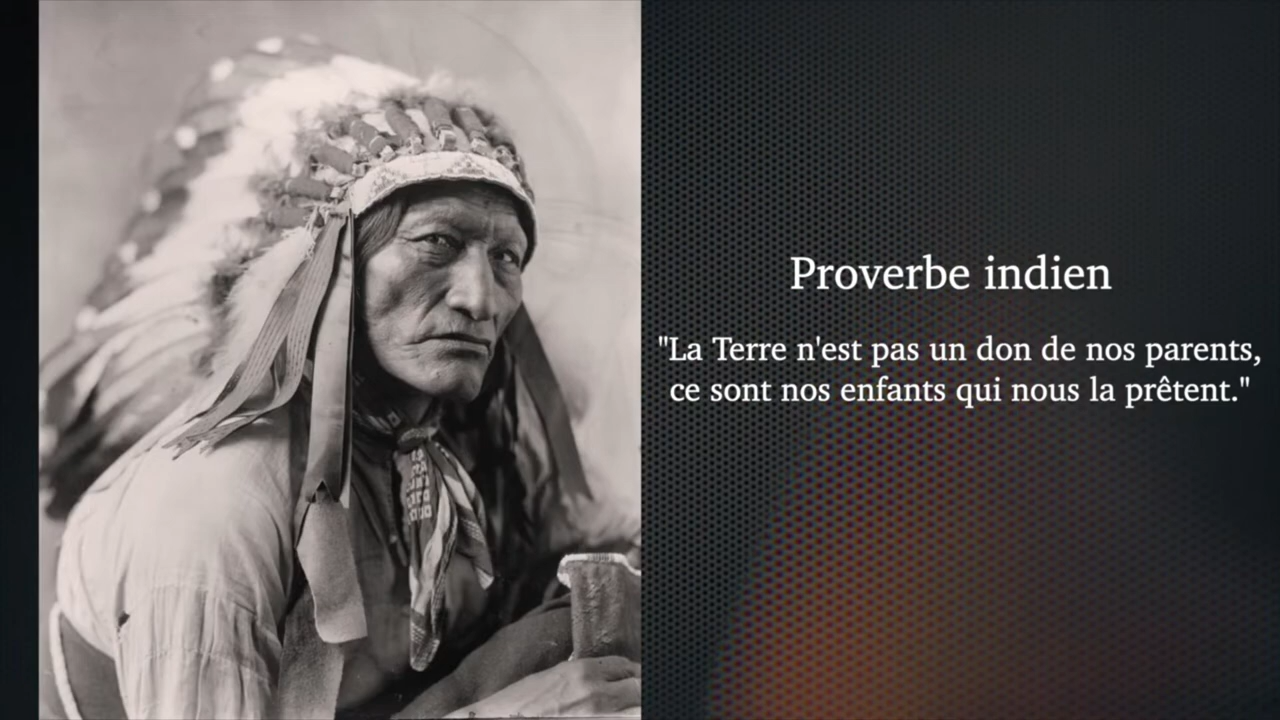 Proverbe indien
"La Terre n'est pas un don de nos parents,
ce sont nos enfants qui nous la prêtent."